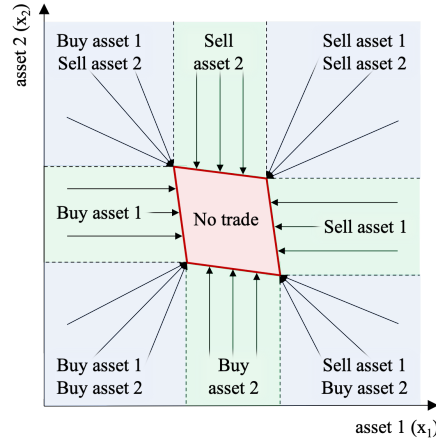 asset 2 (x₂)
Buy asset 1
Sell asset 2
Sell
asset 2
Sell asset 1
Sell asset 2
Buy asset 1
No trade
Sell asset 1
Buy asset 1
Buy asset 2
Buy
asset 2
Sell asset 1
Buy asset 2
asset 1 (x₁)